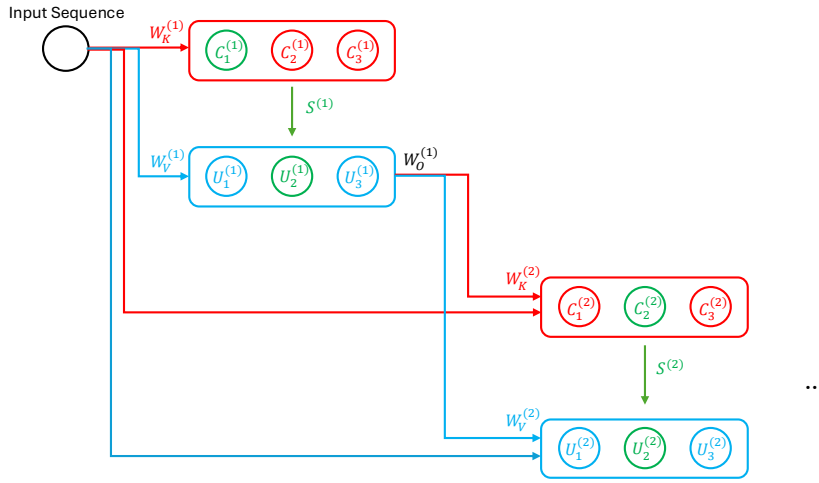 Input Sequence
W_K^(1)
C_1^(1) C_2^(1) C_3^(1)
S^(1)
W_V^(1)
U_1^(1) U_2^(1) U_3^(1)
W_O^(1)
W_K^(2)
C_1^(2) C_2^(2) C_3^(2)
S^(2)
..
W_V^(2)
U_1^(2) U_2^(2) U_3^(2)